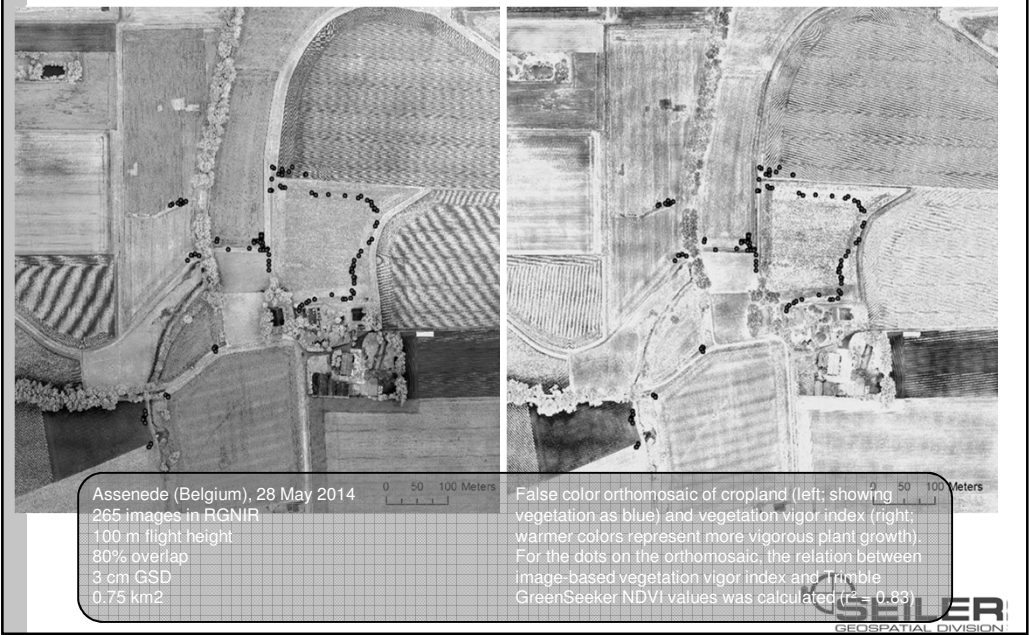 0 50 100 Meters
0 50 100 Meters
Assenede (Belgium), 28 May 2014
265 images in RGNIR
100 m flight height
80% overlap
3 cm GSD
0.75 km2
False color orthomosaic of cropland (left; showing
vegetation as blue) and vegetation vigor index (right;
warmer colors represent more vigorous plant growth).
For the dots on the orthomosaic, the relation between
image-based vegetation vigor index and Trimble
GreenSeeker NDVI values was calculated (r² = 0.83)
SEILER
GEOSPATIAL DIVISION